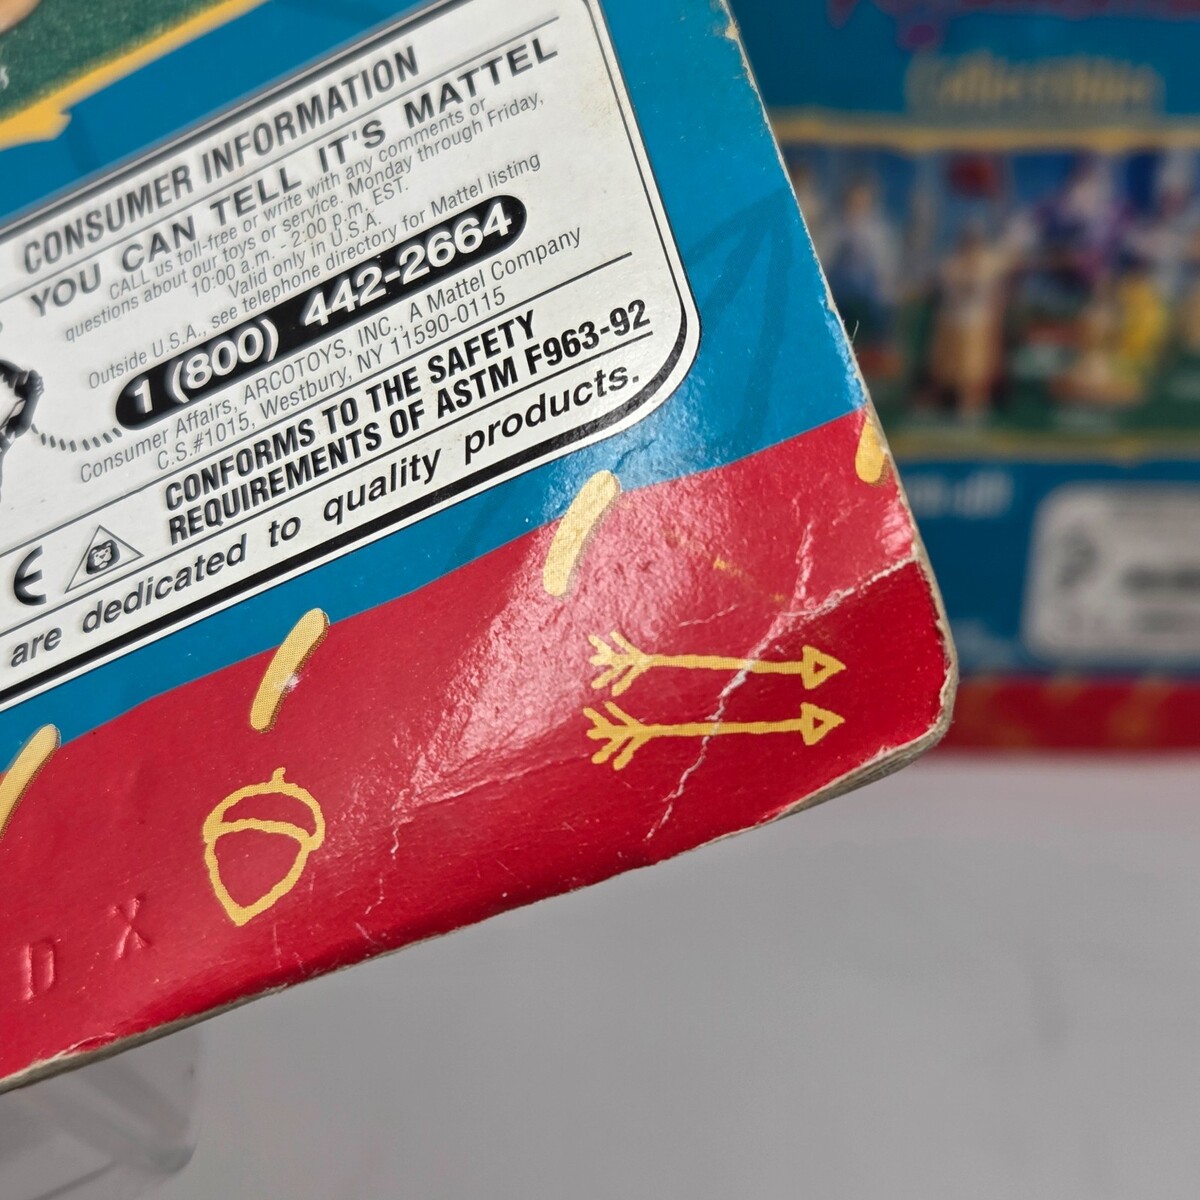 CONSUMER INFORMATION
YOU CAN TELL IT'S MATTEL
CALL us toll-free or write with any comments or
questions about our toys or service. Monday through Friday,
10:00 a.m. - 2:00 p.m. EST.
Valid only in U.S.A.
Outside U.S.A., see telephone directory for Mattel listing
1 (800) 442-2664
Consumer Affairs, ARCOTOYS, INC., A Mattel Company
C.S.#1015, Westbury, NY 11590-0115
CONFORMS TO THE SAFETY
REQUIREMENTS OF ASTM F963-92
CE
are dedicated to quality products.
D X
Collectibles